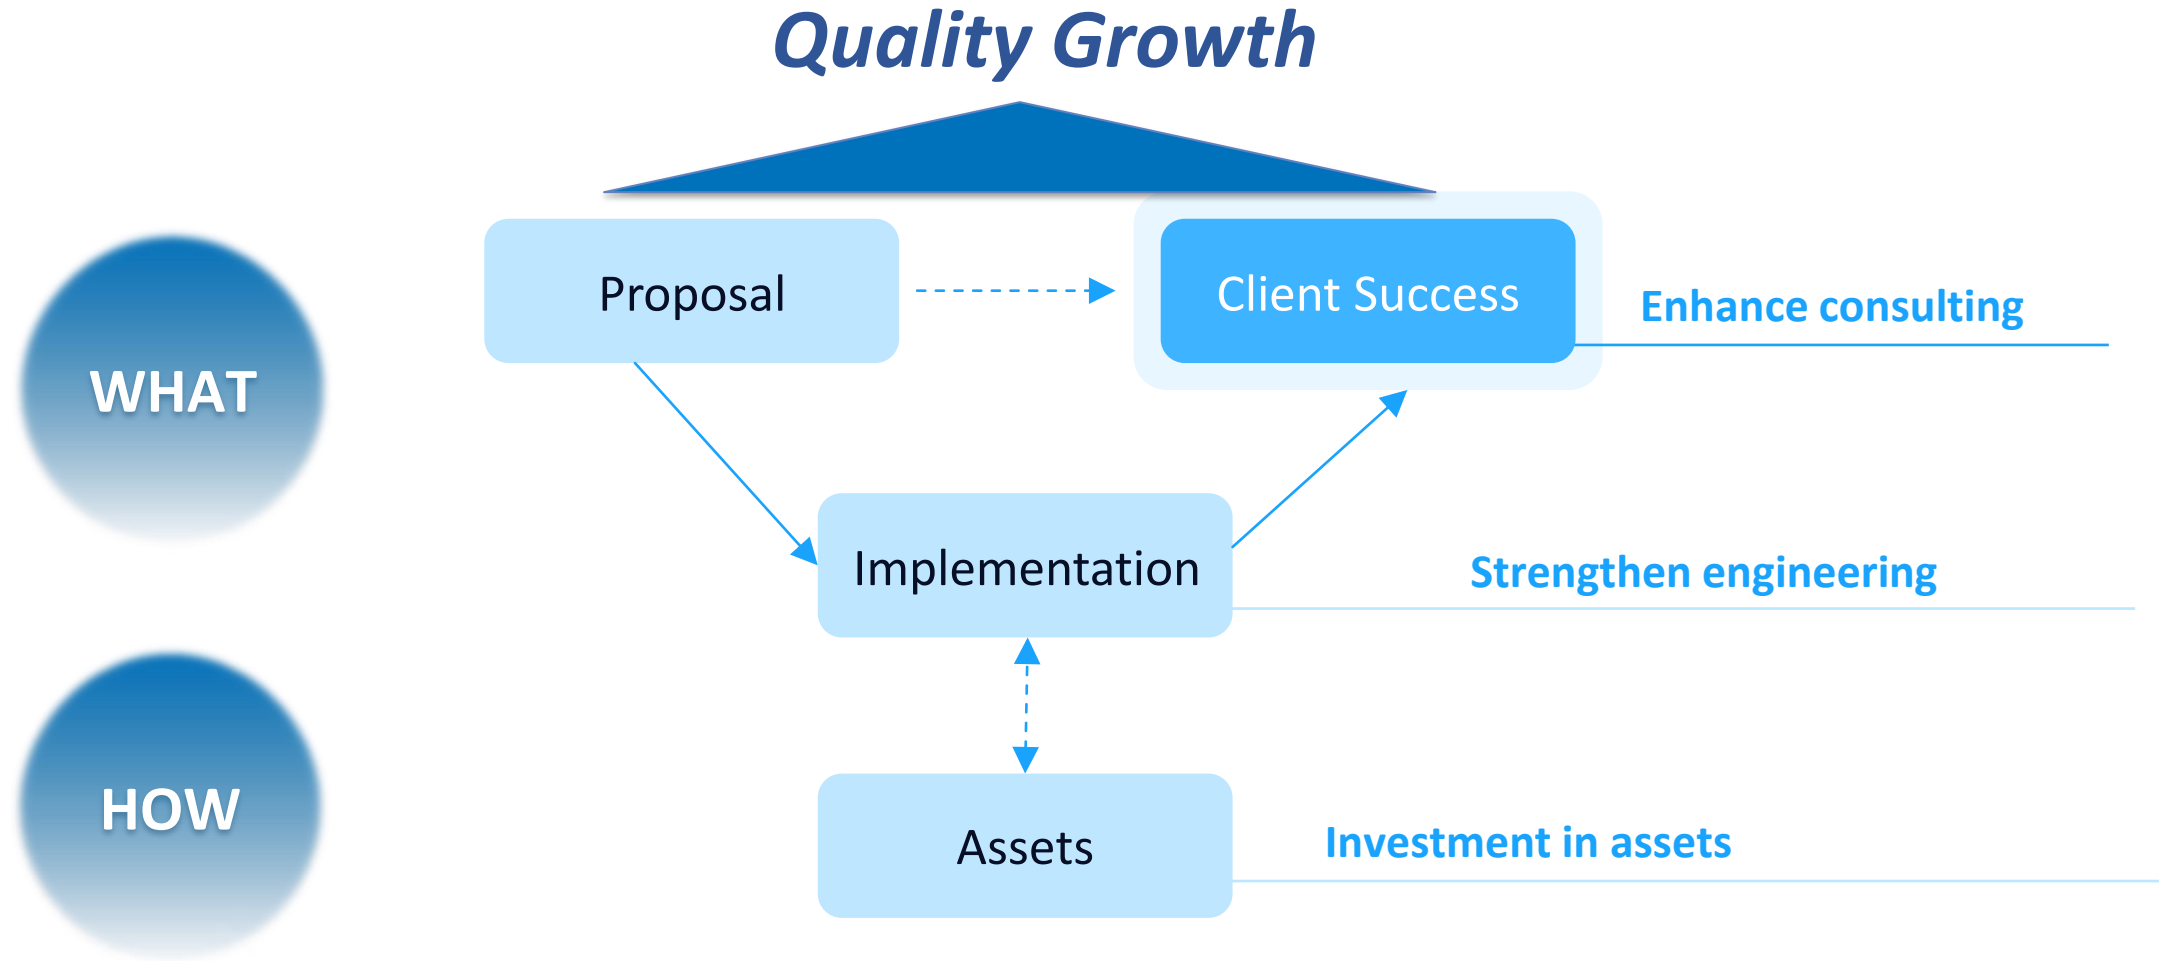 Quality Growth
WHAT
Proposal
Client Success
Enhance consulting
Implementation
Strengthen engineering
HOW
Assets
Investment in assets